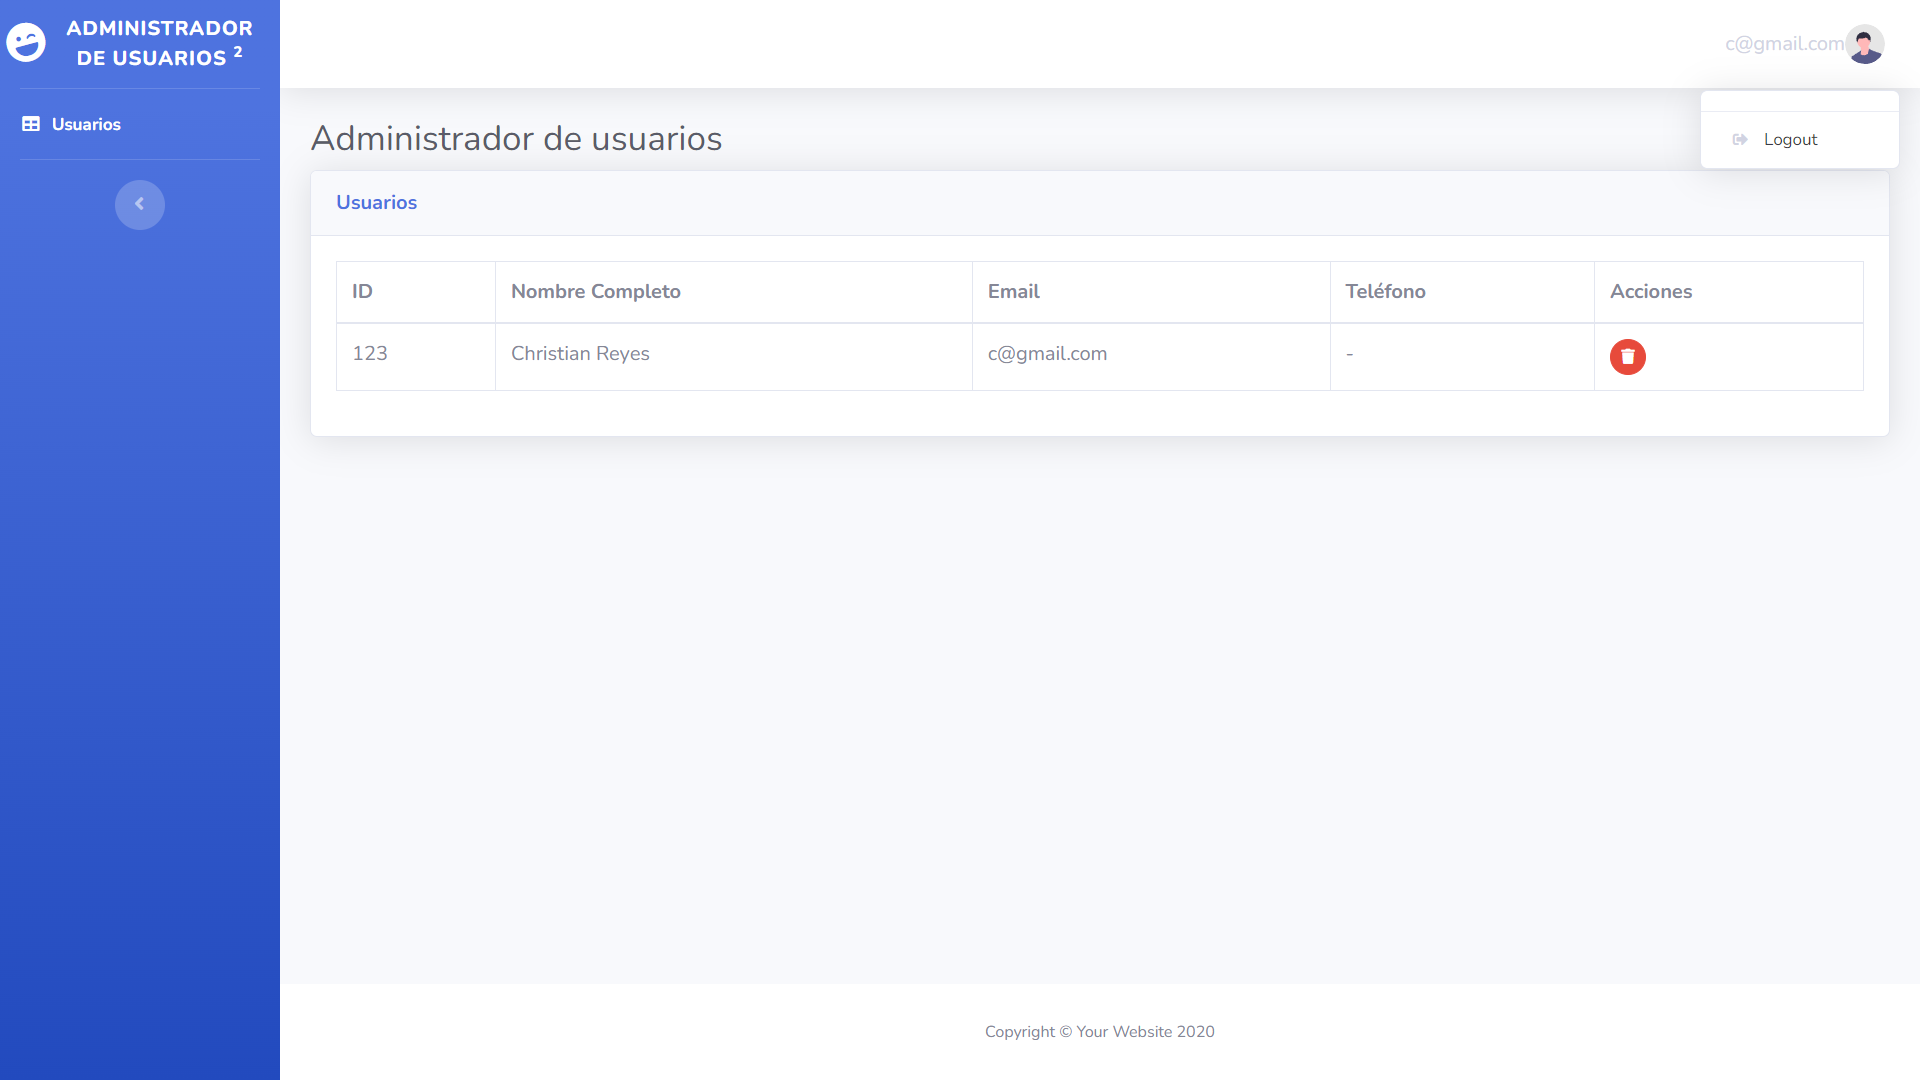 ADMINISTRADOR
DE USUARIOS 2
Usuarios
c@gmail.com
Logout
Administrador de usuarios
Usuarios
ID Nombre Completo Email Teléfono Acciones
123 Christian Reyes c@gmail.com -
Copyright © Your Website 2020